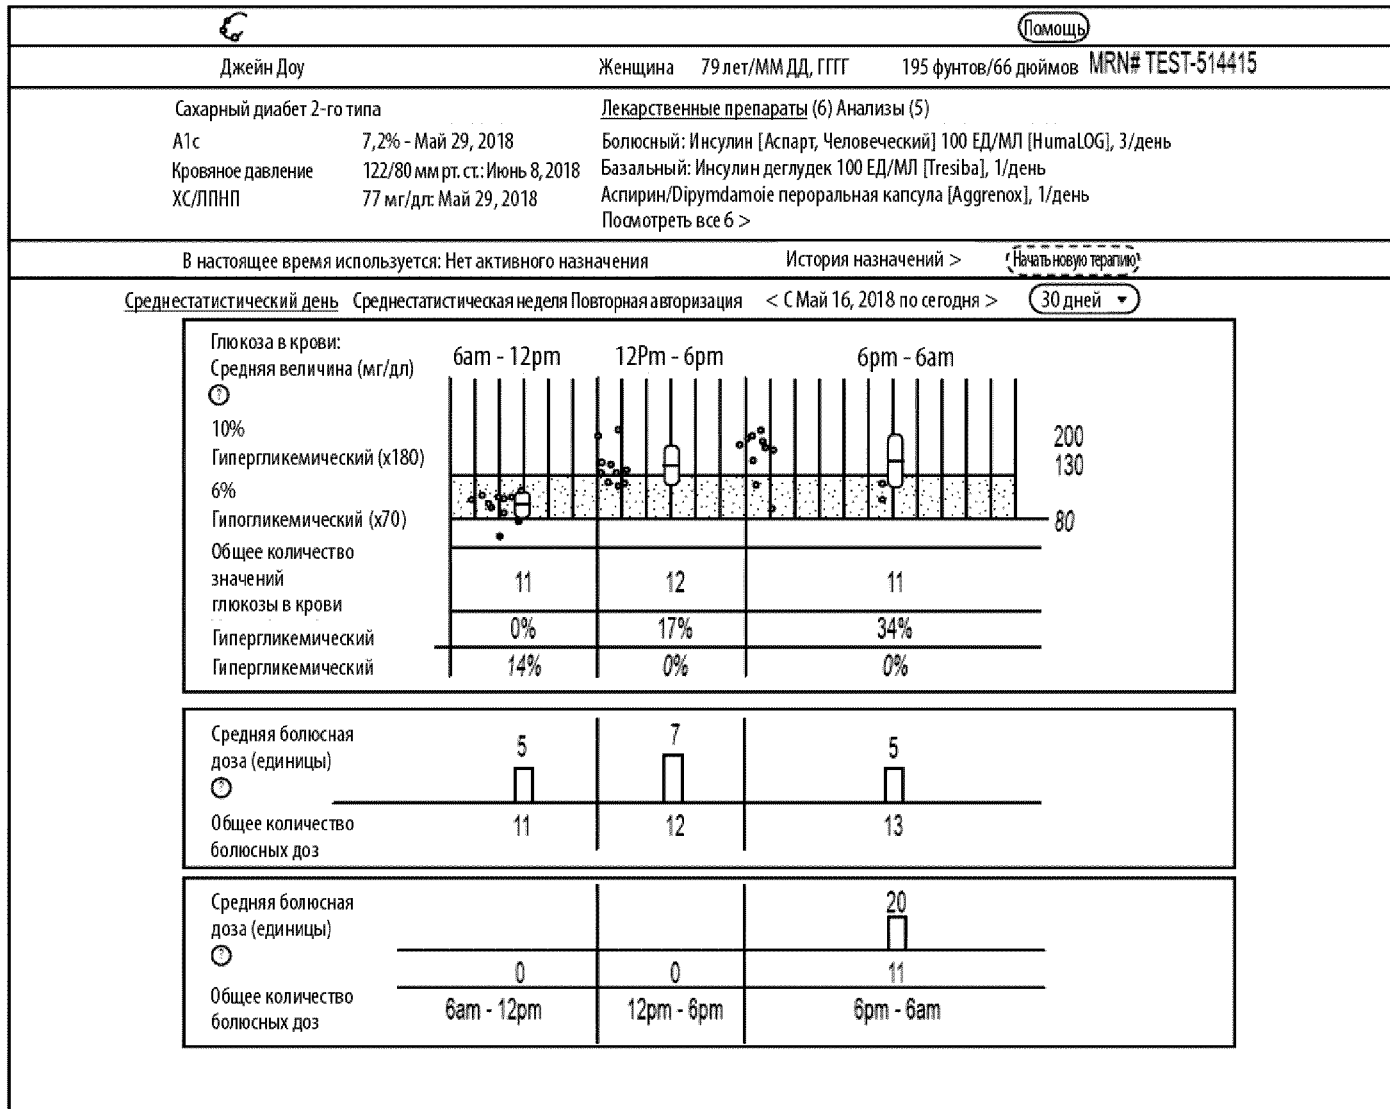 Помощь
Джейн Доу Женщина 79 лет/ММ ДД, ГГГГ 195 фунтов/66 дюймов MRN# TEST-514415
Сахарный диабет 2-го типа Лекарственные препараты (6) Анализы (5)
A1c 7,2% - Май 29, 2018 Болюсный: Инсулин [Аспарт, Человеческий] 100 ЕД/МЛ [HumaLOG], 3/день
Кровяное давление 122/80 мм рт. ст.: Июнь 8, 2018 Базальный: Инсулин деглудек 100 ЕД/МЛ [Tresiba], 1/день
ХС/ЛПНП 77 мг/дл: Май 29, 2018 Аспирин/Dipymdamoie пероральная капсула [Aggrenox], 1/день
Посмотреть все 6 >
В настоящее время используется: Нет активного назначения История назначений > Начать новую терапию
Среднестатистический день Среднестатистическая неделя Повторная авторизация < С Май 16, 2018 по сегодня > 30 дней
Глюкоза в крови:
Средняя величина (мг/дл)
?
6am - 12pm 12Pm - 6pm 6pm - 6am
10%
Гипергликемический (x180)
6%
Гипогликемический (x70)
200
130
80
Общее количество
значений
глюкозы в крови
11 12 11
Гипергликемический 0% 17% 34%
Гипергликемический 14% 0% 0%
Средняя болюсная
доза (единицы)
?
5 7 5
Общее количество
болюсных доз
11 12 13
Средняя болюсная
доза (единицы)
?
20
0 0 11
Общее количество
болюсных доз
6am - 12pm 12pm - 6pm 6pm - 6am